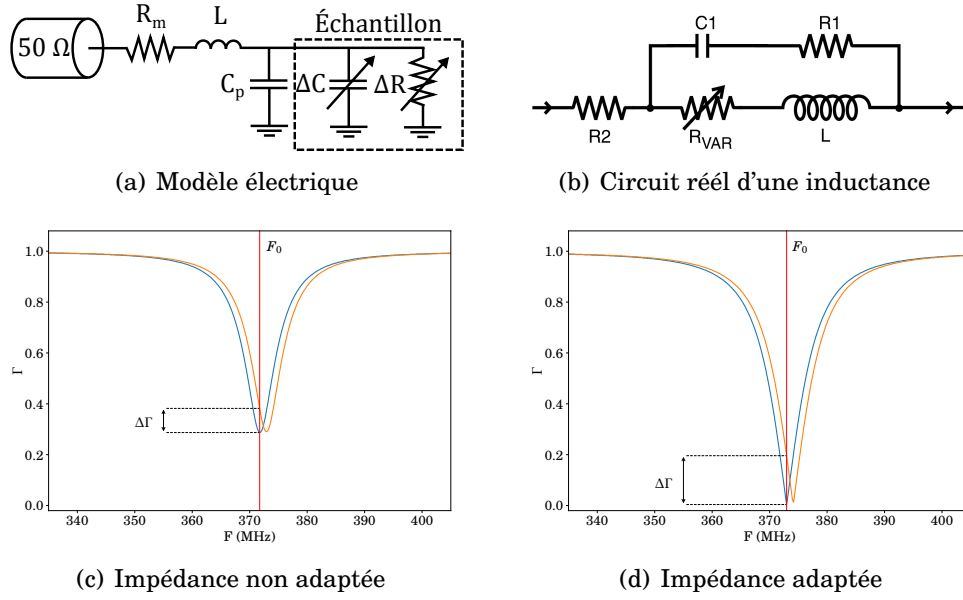 50 Ω
R_m
L
Échantillon
C_p
ΔC
ΔR
(a) Modèle électrique
C1
R1
R2
R_VAR
L
(b) Circuit réél d'une inductance
1.0
0.8
0.6
0.4
0.2
0.0
Γ
F_0
ΔΓ
340 350 360 370 380 390 400
F (MHz)
(c) Impédance non adaptée
1.0
0.8
0.6
0.4
0.2
0.0
Γ
F_0
ΔΓ
340 350 360 370 380 390 400
F (MHz)
(d) Impédance adaptée